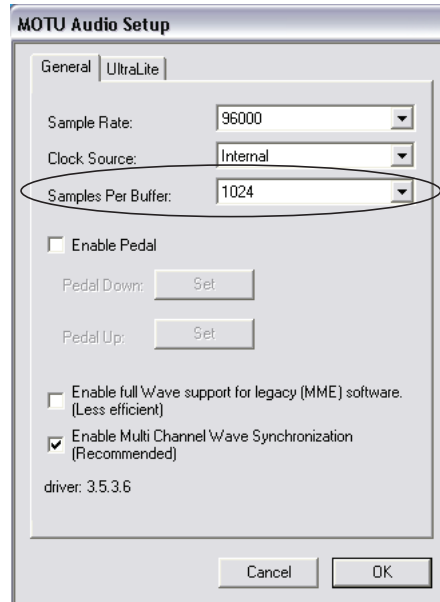 MOTU Audio Setup
General UltraLite
Sample Rate: 96000
Clock Source: Internal
Samples Per Buffer: 1024
Enable Pedal
Pedal Down: Set
Pedal Up: Set
Enable full Wave support for legacy (MME) software.
(Less efficient)
Enable Multi Channel Wave Synchronization
(Recommended)
driver: 3.5.3.6
Cancel OK